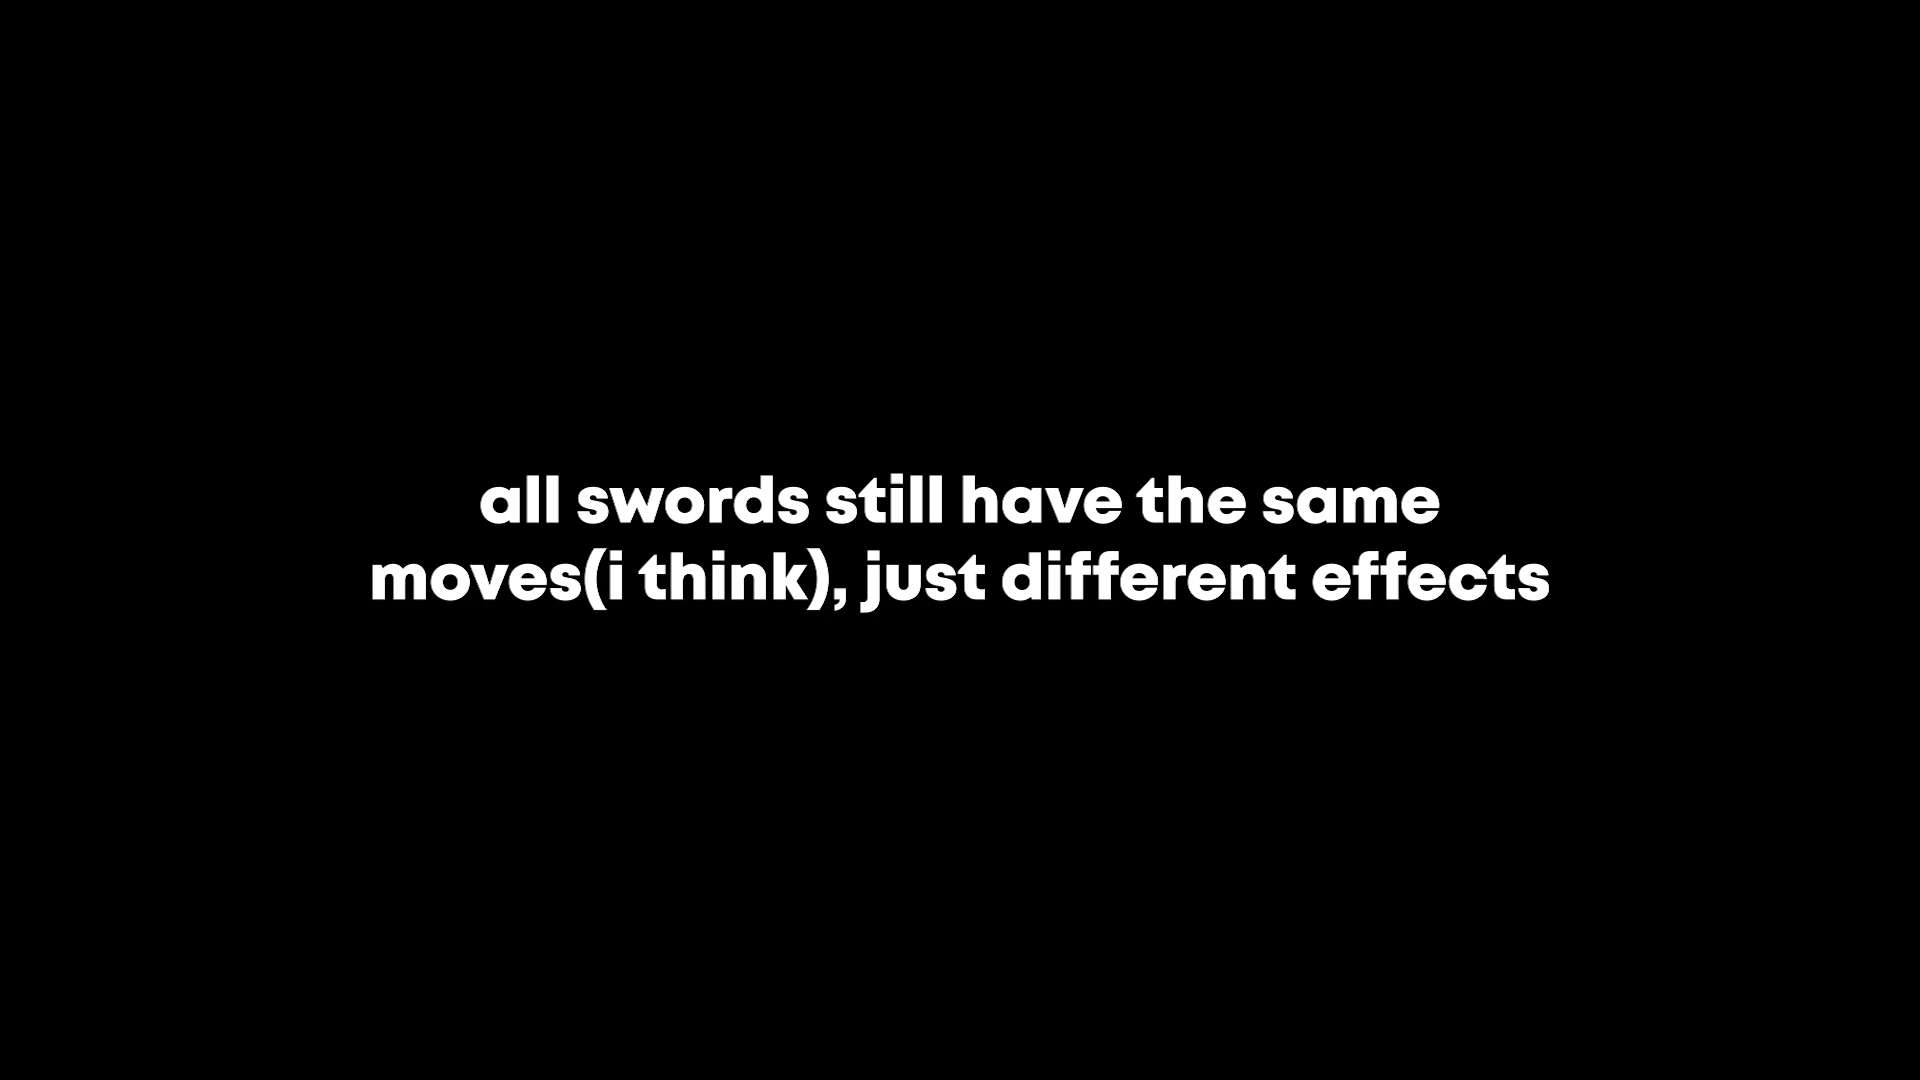 all swords still have the same
moves(i think), just different effects